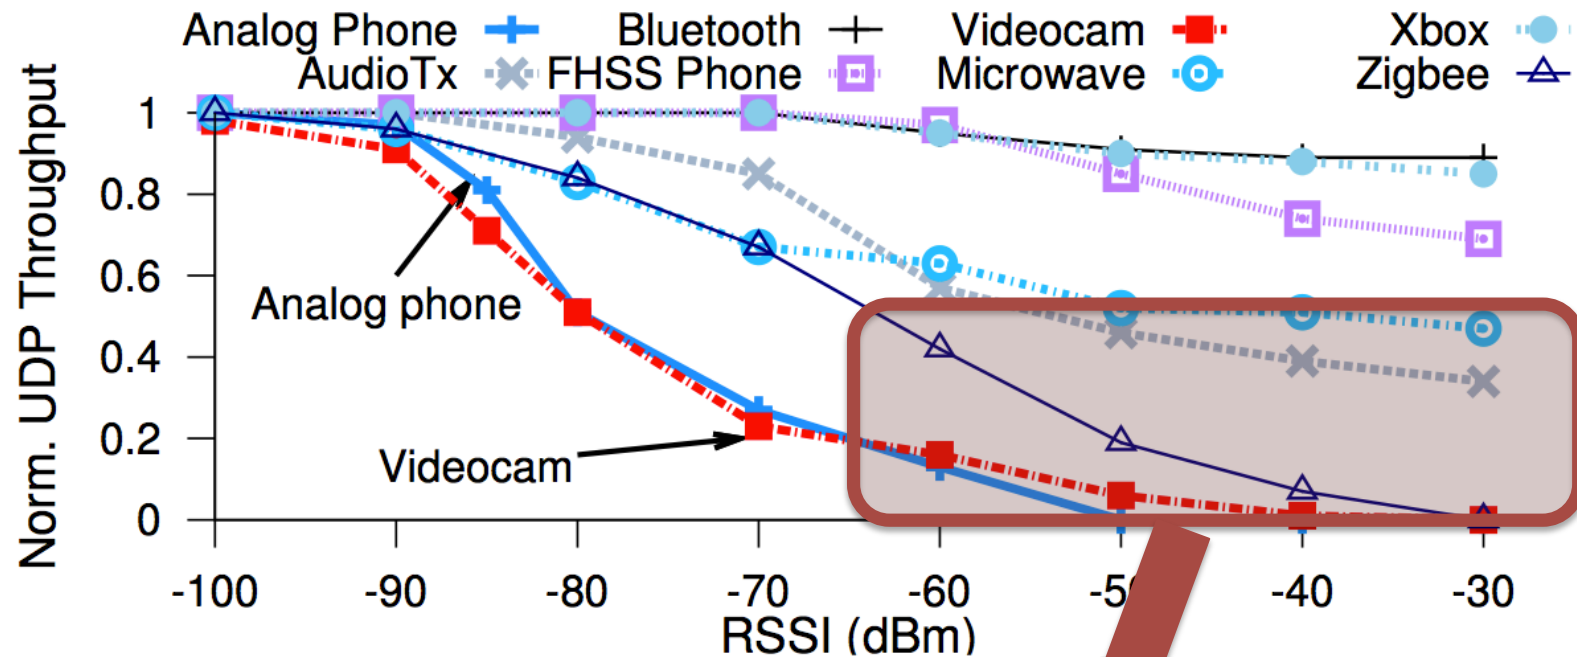 Analog Phone Bluetooth Videocam Xbox
AudioTx FHSS Phone Microwave Zigbee
Norm. UDP Throughput
1
0.8
0.6
Analog phone
0.4
0.2
Videocam
0
-100 -90 -80 -70 -60 -40 -30
RSSI (dBm)